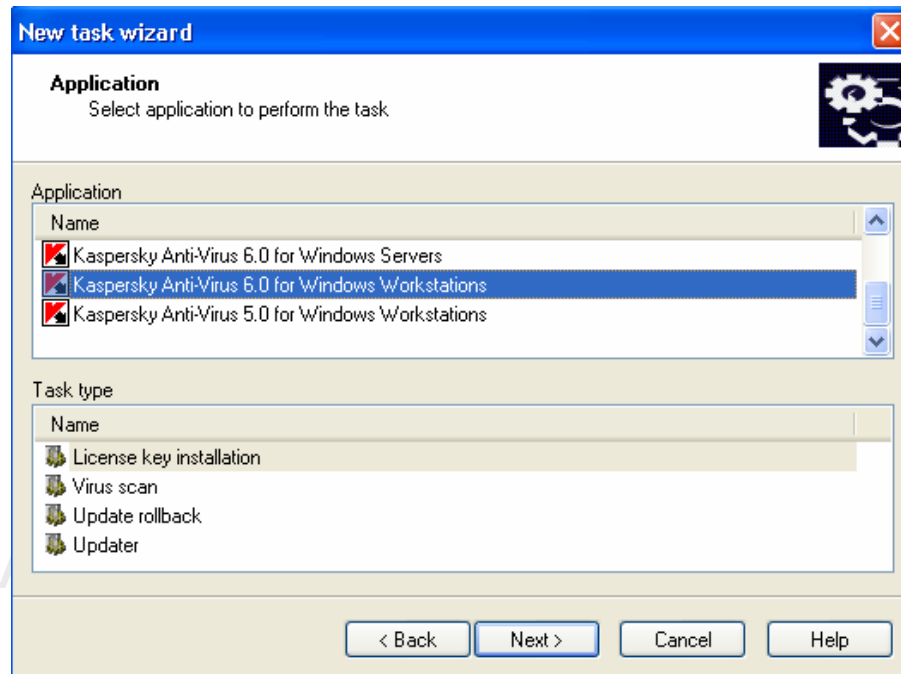 New task wizard
Application
Select application to perform the task
Application
Name
Kaspersky Anti-Virus 6.0 for Windows Servers
Kaspersky Anti-Virus 6.0 for Windows Workstations
Kaspersky Anti-Virus 5.0 for Windows Workstations
Task type
Name
License key installation
Virus scan
Update rollback
Updater
< Back Next > Cancel Help